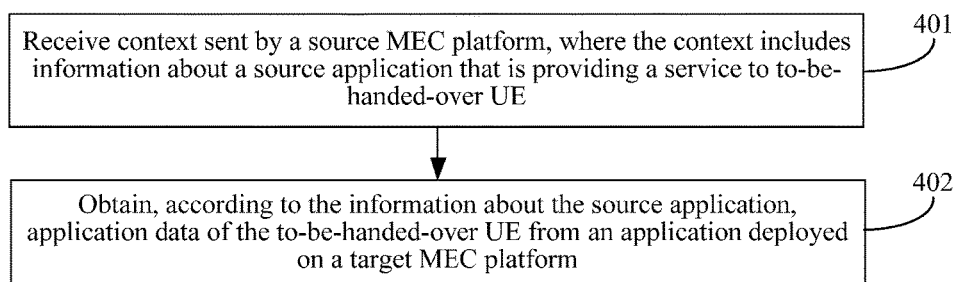 Receive context sent by a source MEC platform, where the context includes
information about a source application that is providing a service to to-be-
handed-over UE
401
Obtain, according to the information about the source application,
application data of the to-be-handed-over UE from an application deployed
on a target MEC platform
402